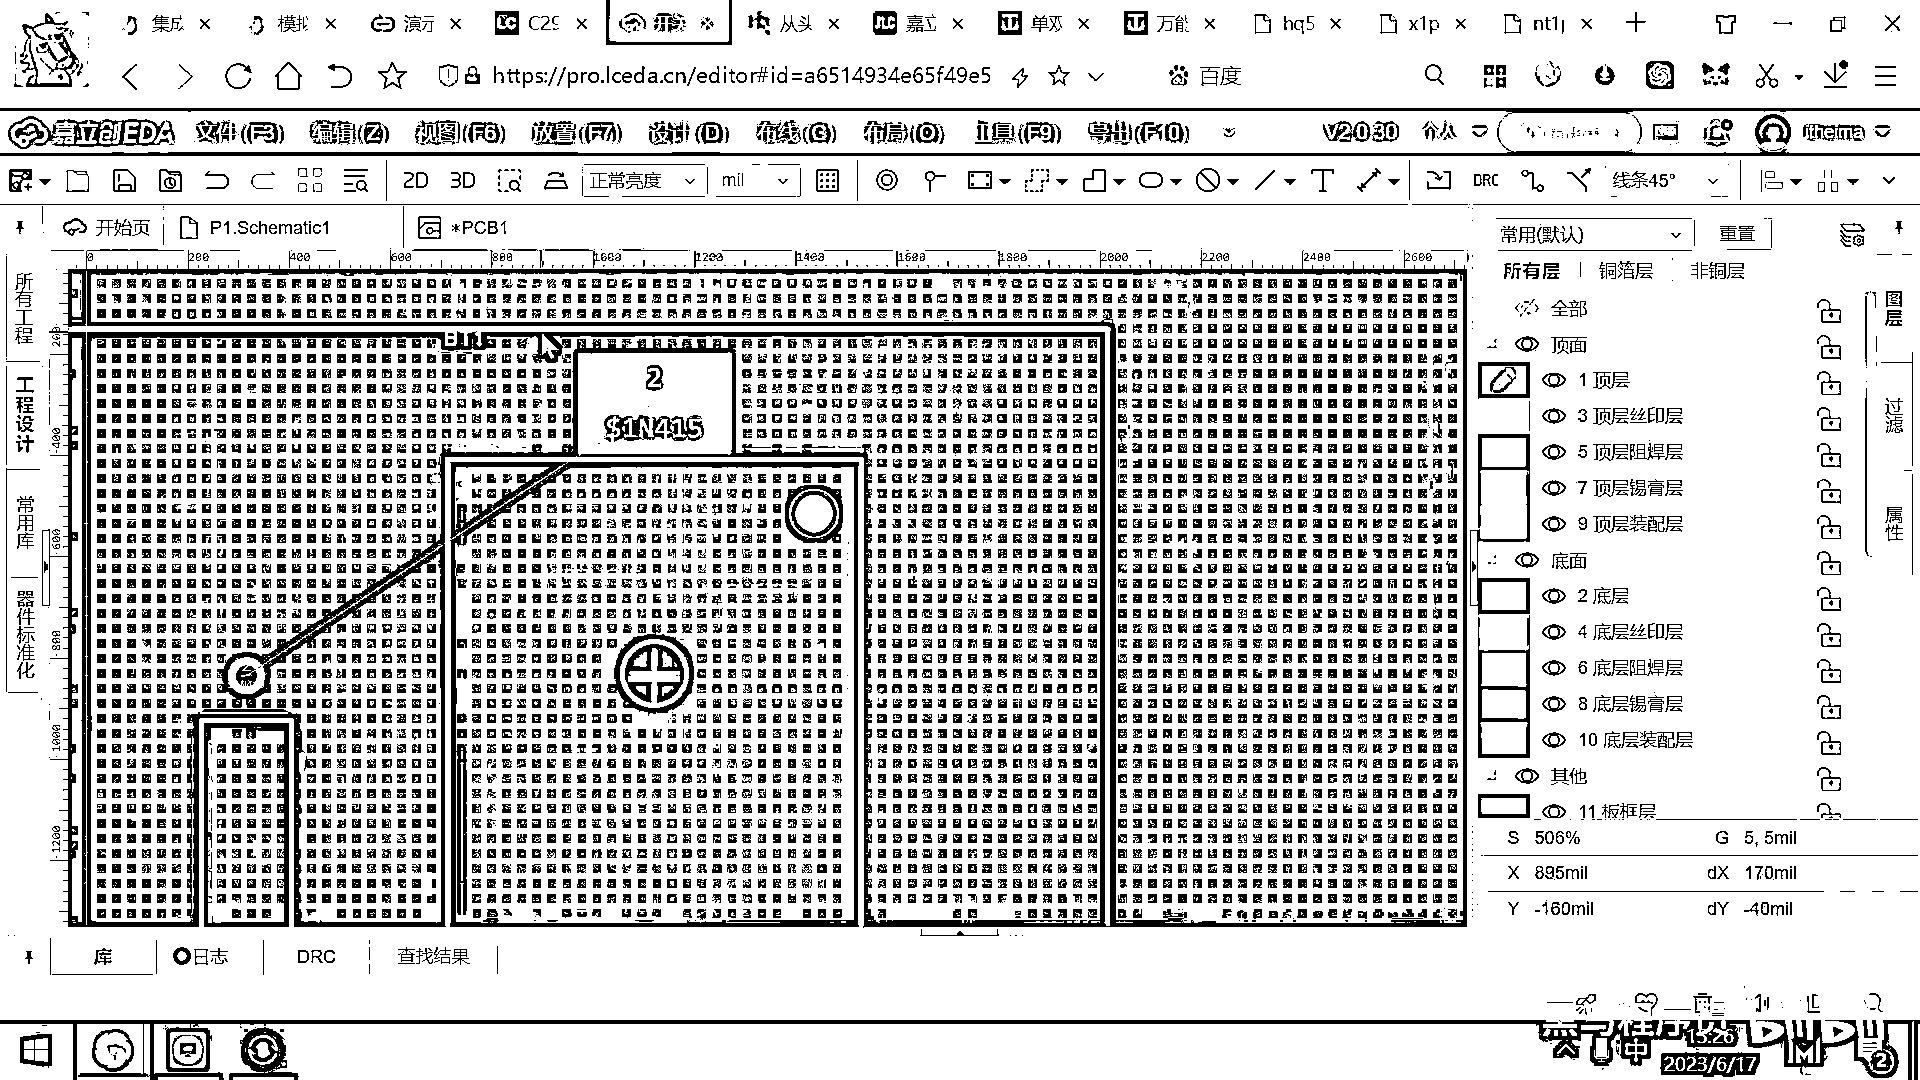 集成 模拟 演示 C29 开 从头 嘉立 单双 万能 hq5 x1p nt1
https://pro.lceda.cn/editor#id=a6514934e65f49e5 百度
嘉立创EDA 文件(F3) 编辑(Z) 视图(F6) 放置(F7) 设计(D) 布线(G) 布局(O) 工具(F9) 导出(F10) V2.0.30 个人 itheima
2D 3D 正常亮度 mil T DRC 线条45°
开始页 P1.Schematic1 *PCB1
常用(默认) 重置
0 200 400 600 800 1000 1200 1400 1600 1800 2000 2200 2400 2600
所有层 铜箔层 非铜层
全部
顶面
1 顶层
3 顶层丝印层
5 顶层阻焊层
7 顶层锡膏层
9 顶层装配层
底面
2 底层
4 底层丝印层
6 底层阻焊层
8 底层锡膏层
10 底层装配层
其他
11 板框层
所有工程
工程设计
常用库
器件标准化
-400
-600
-800
-1000
-1200
2
$1N415
图层
过滤
属性
S 506% G 5, 5mil
X 895mil dX 170mil
Y -160mil dY -40mil
库 日志 DRC 查找结果
黑马程序员
15:26
中
2023/6/17
2